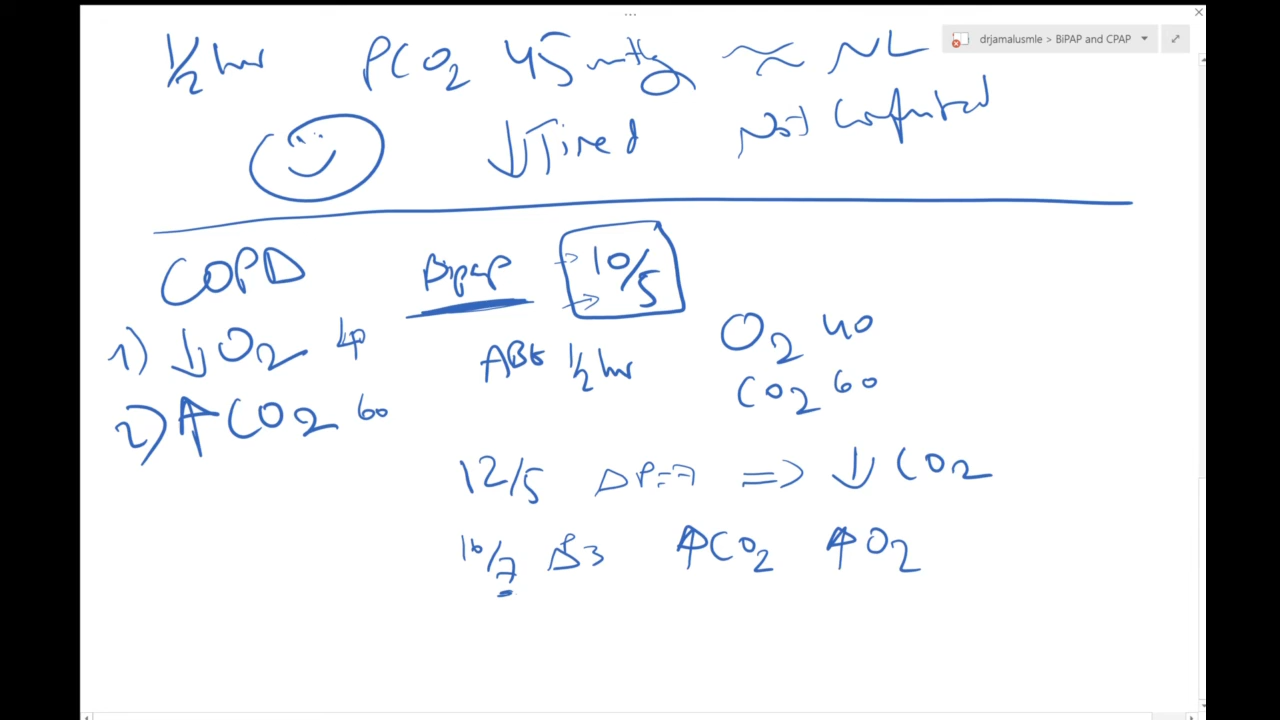 drjamalusmle > BiPAP and CPAP
1/2 hr PCO2 45 mmHg ≈ NL
↓Tired Not Confused
COPD Bipap → 10/5
1) ↓O2 40 ABG 1/2 hr O2 40
2) ↑CO2 60 CO2 60
12/5 ΔP=7 => ↓ CO2
10/7 Δ3 ↑CO2 ↑O2